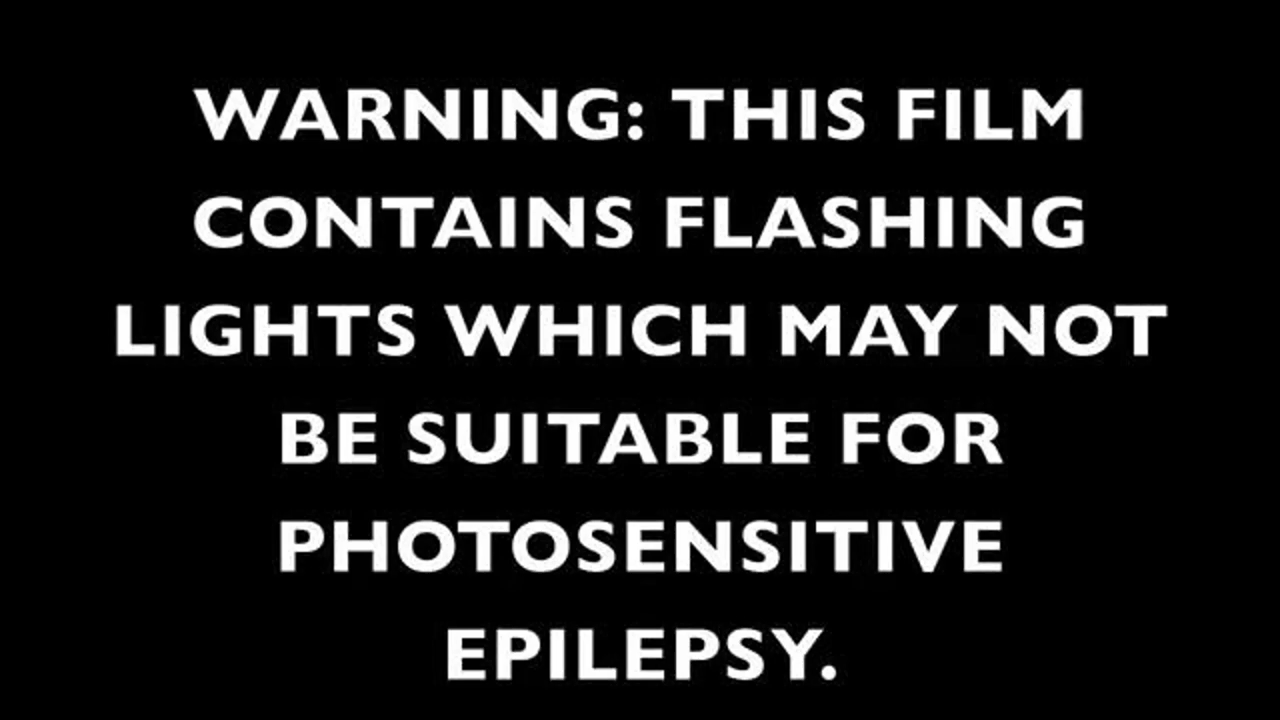 WARNING: THIS FILM
CONTAINS FLASHING
LIGHTS WHICH MAY NOT
BE SUITABLE FOR
PHOTOSENSITIVE
EPILEPSY.